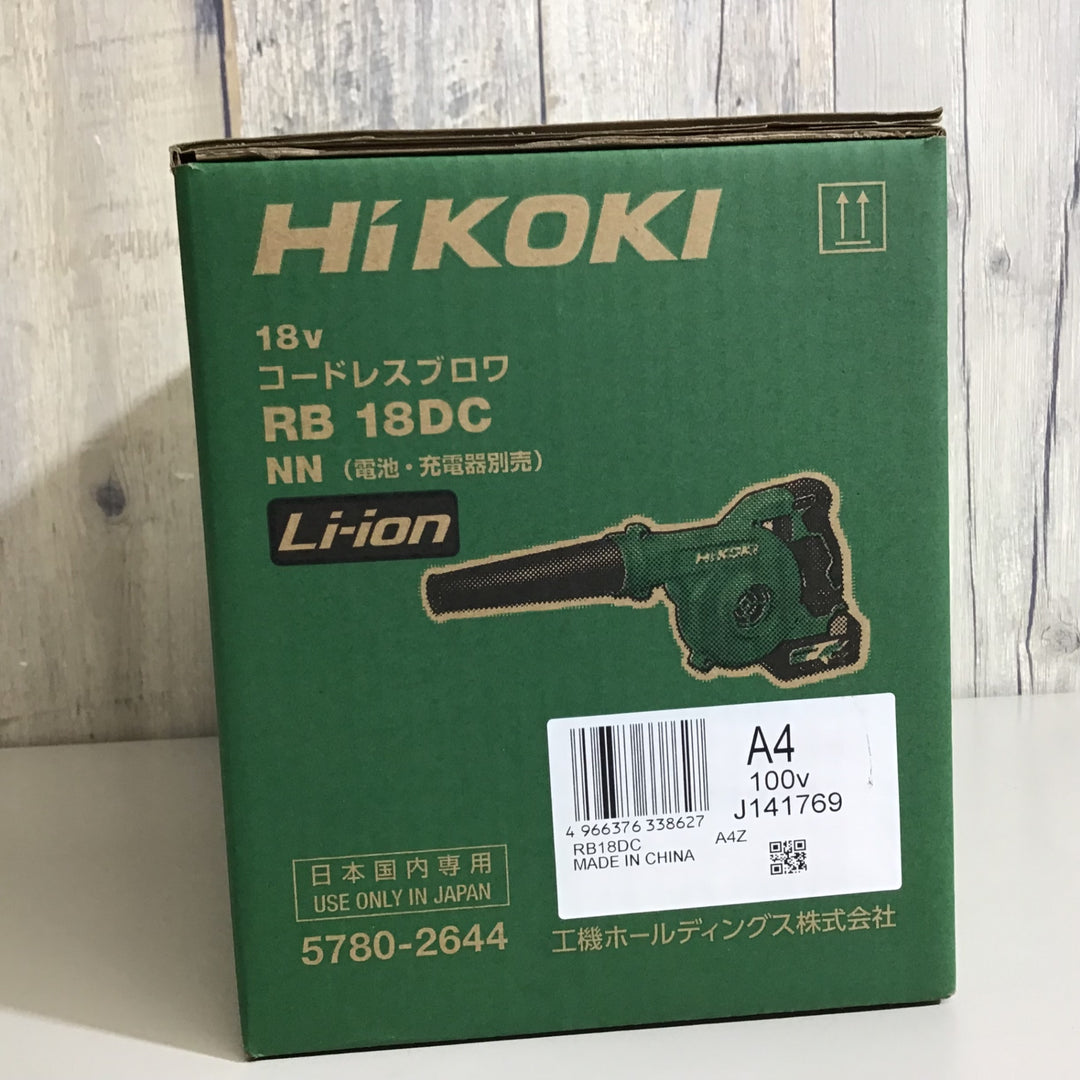 HiKOKI
18v
コードレスブロワ
RB 18DC
NN (電池・充電器別売)
Li-ion
HiKOKI
A4
100v
J141769
4 966376 338627
RB18DC A4Z
MADE IN CHINA
日本国内専用
USE ONLY IN JAPAN
5780-2644
工機ホールディングス株式会社